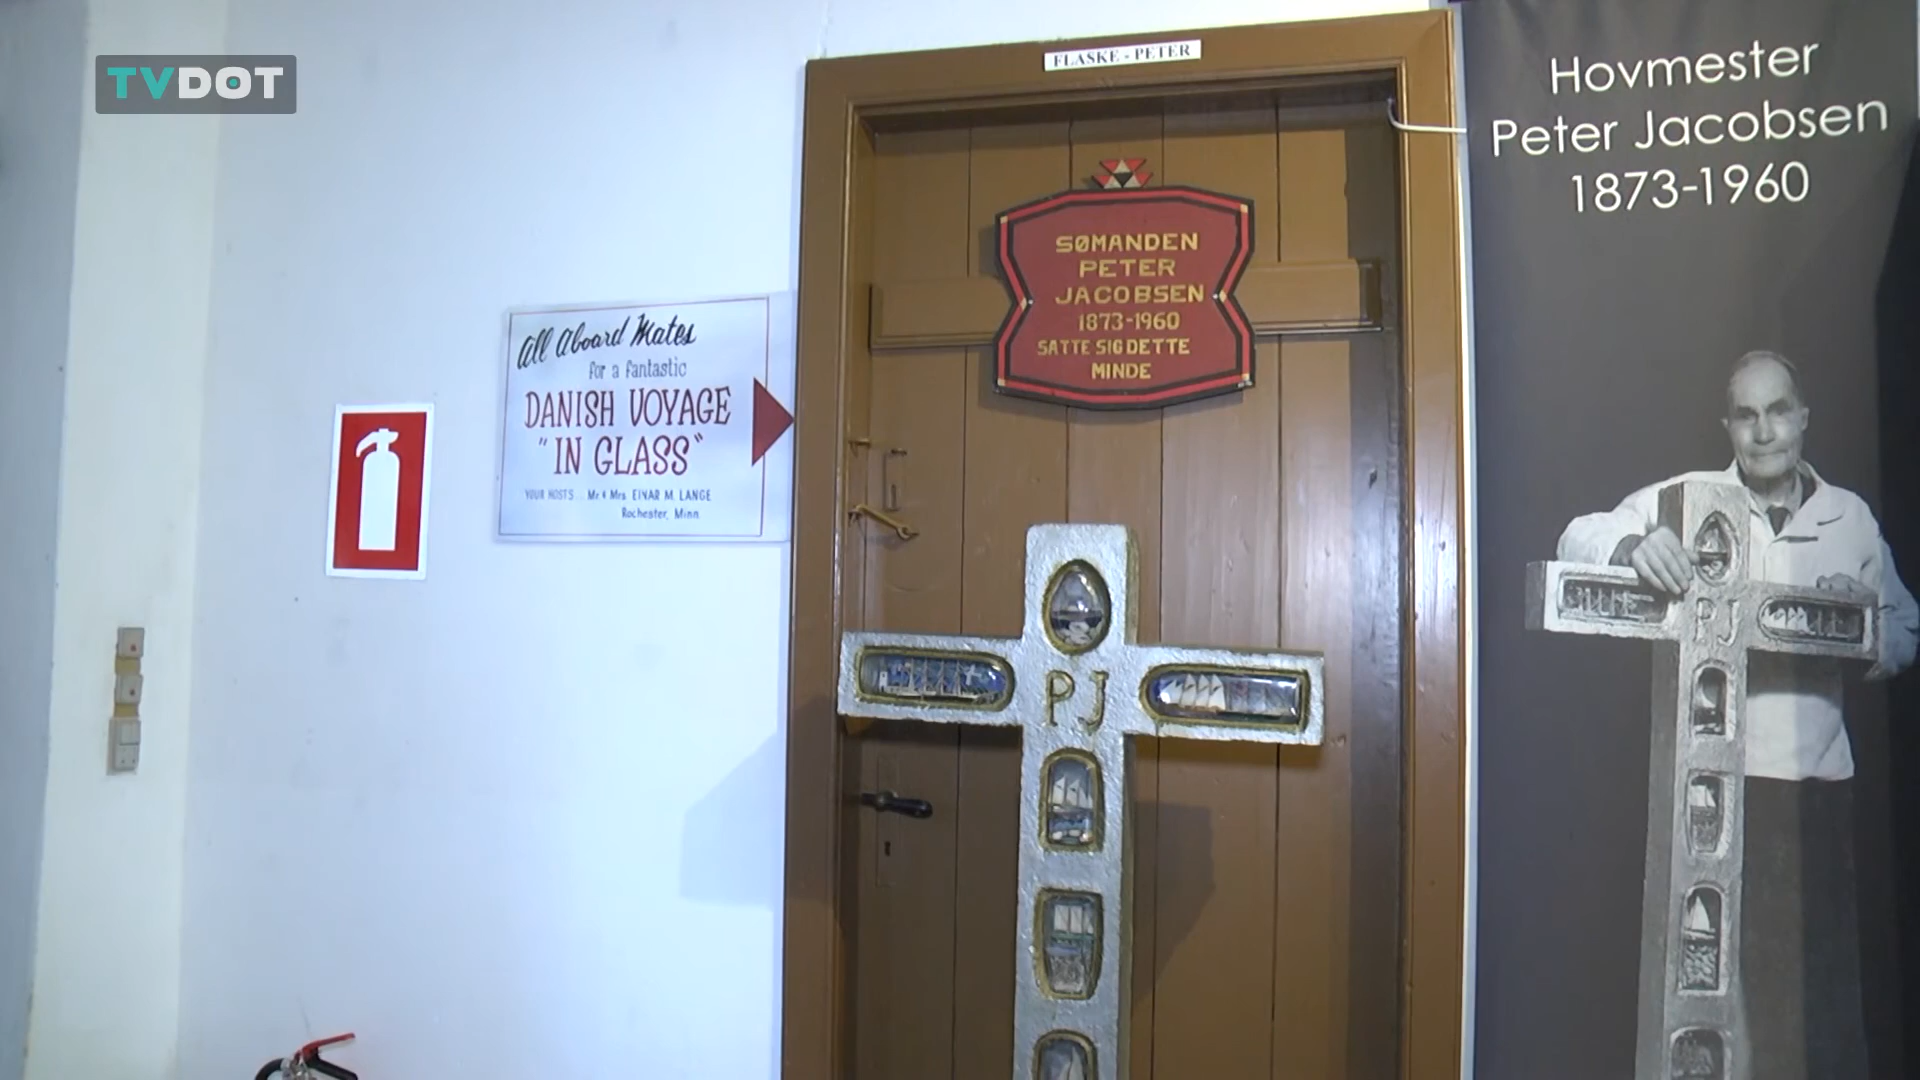 TVDOT
FLASKE - PETER
Hovmester
Peter Jacobsen
1873-1960
SØMANDEN
PETER
JACOBSEN
1873-1960
SATTE SIG DETTE
MINDE
All Aboard Mates
for a fantastic
DANISH VOYAGE
"IN GLASS"
YOUR HOSTS... Mr & Mrs. EINAR M. LANGE
Rochester, Minn.
PJ
PJ